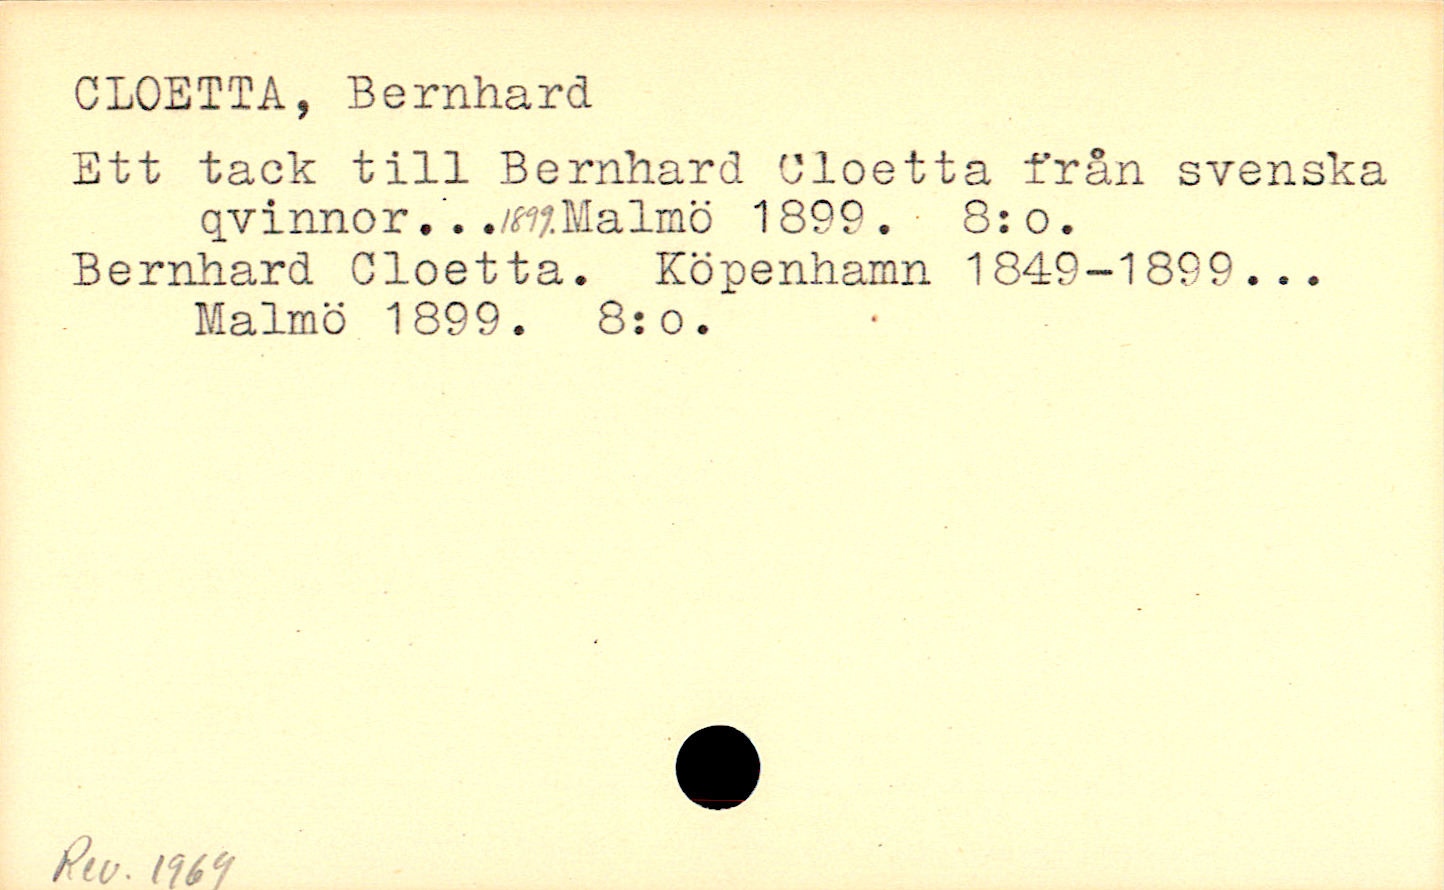 CLOETTA, Bernhard
Ett tack till Bernhard Cloetta från svenska
qvinnor... 1899. Malmö 1899. 8:o.
Bernhard Cloetta. Köpenhamn 1849-1899...
Malmö 1899. 8:o.
Rev. 1969